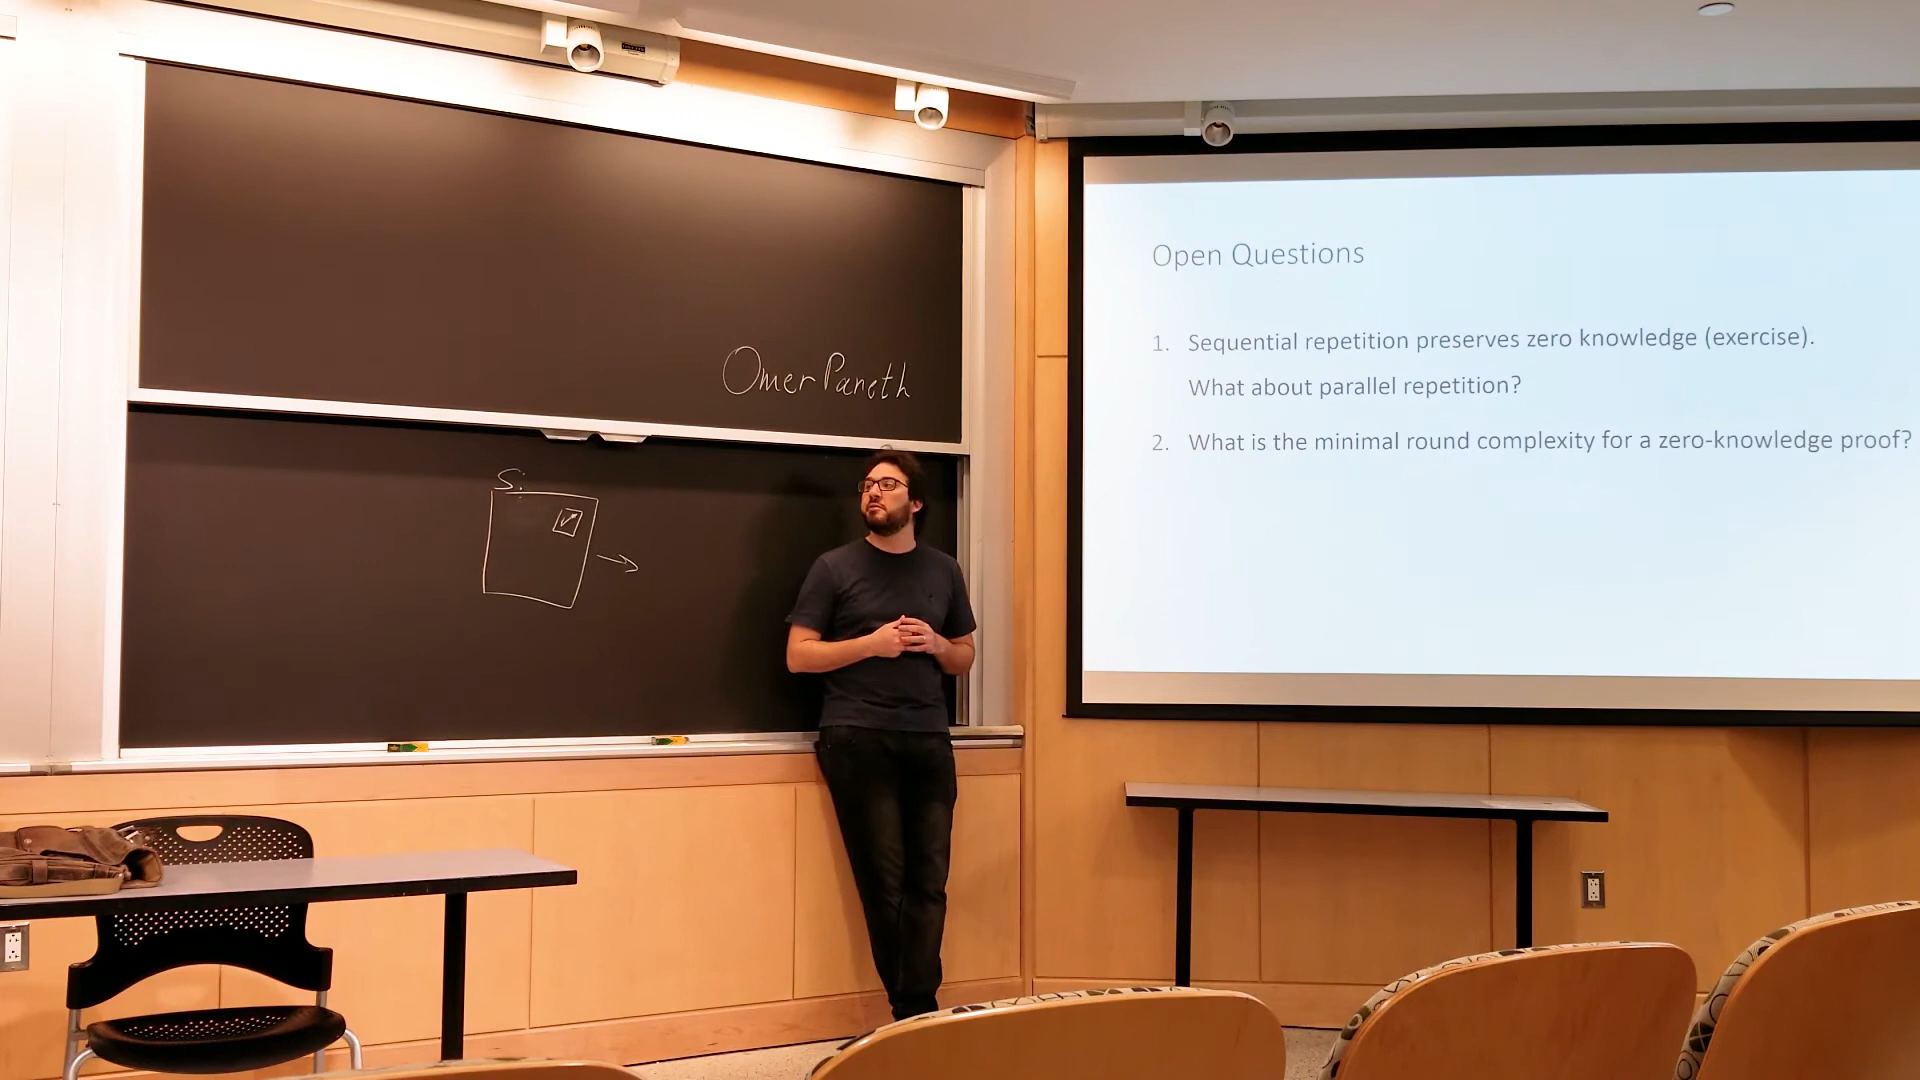 Omer Paneth
S:
V*
Open Questions
1. Sequential repetition preserves zero knowledge (exercise).
What about parallel repetition?
2. What is the minimal round complexity for a zero-knowledge proof?